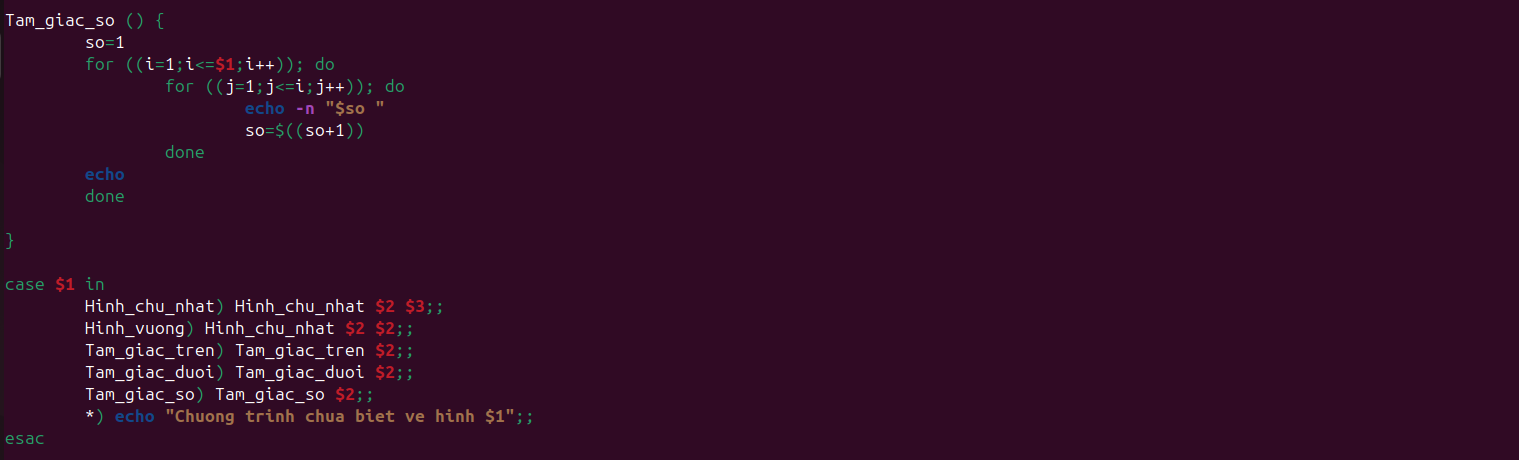 Tam_giac_so () {
        so=1
        for ((i=1;i<=$1;i++)); do
                for ((j=1;j<=i;j++)); do
                        echo -n "$so "
                        so=$((so+1))
                done
        echo
        done

}

case $1 in
        Hinh_chu_nhat) Hinh_chu_nhat $2 $3;;
        Hinh_vuong) Hinh_chu_nhat $2 $2;;
        Tam_giac_tren) Tam_giac_tren $2;;
        Tam_giac_duoi) Tam_giac_duoi $2;;
        Tam_giac_so) Tam_giac_so $2;;
        *) echo "Chuong trinh chua biet ve hinh $1";;
esac